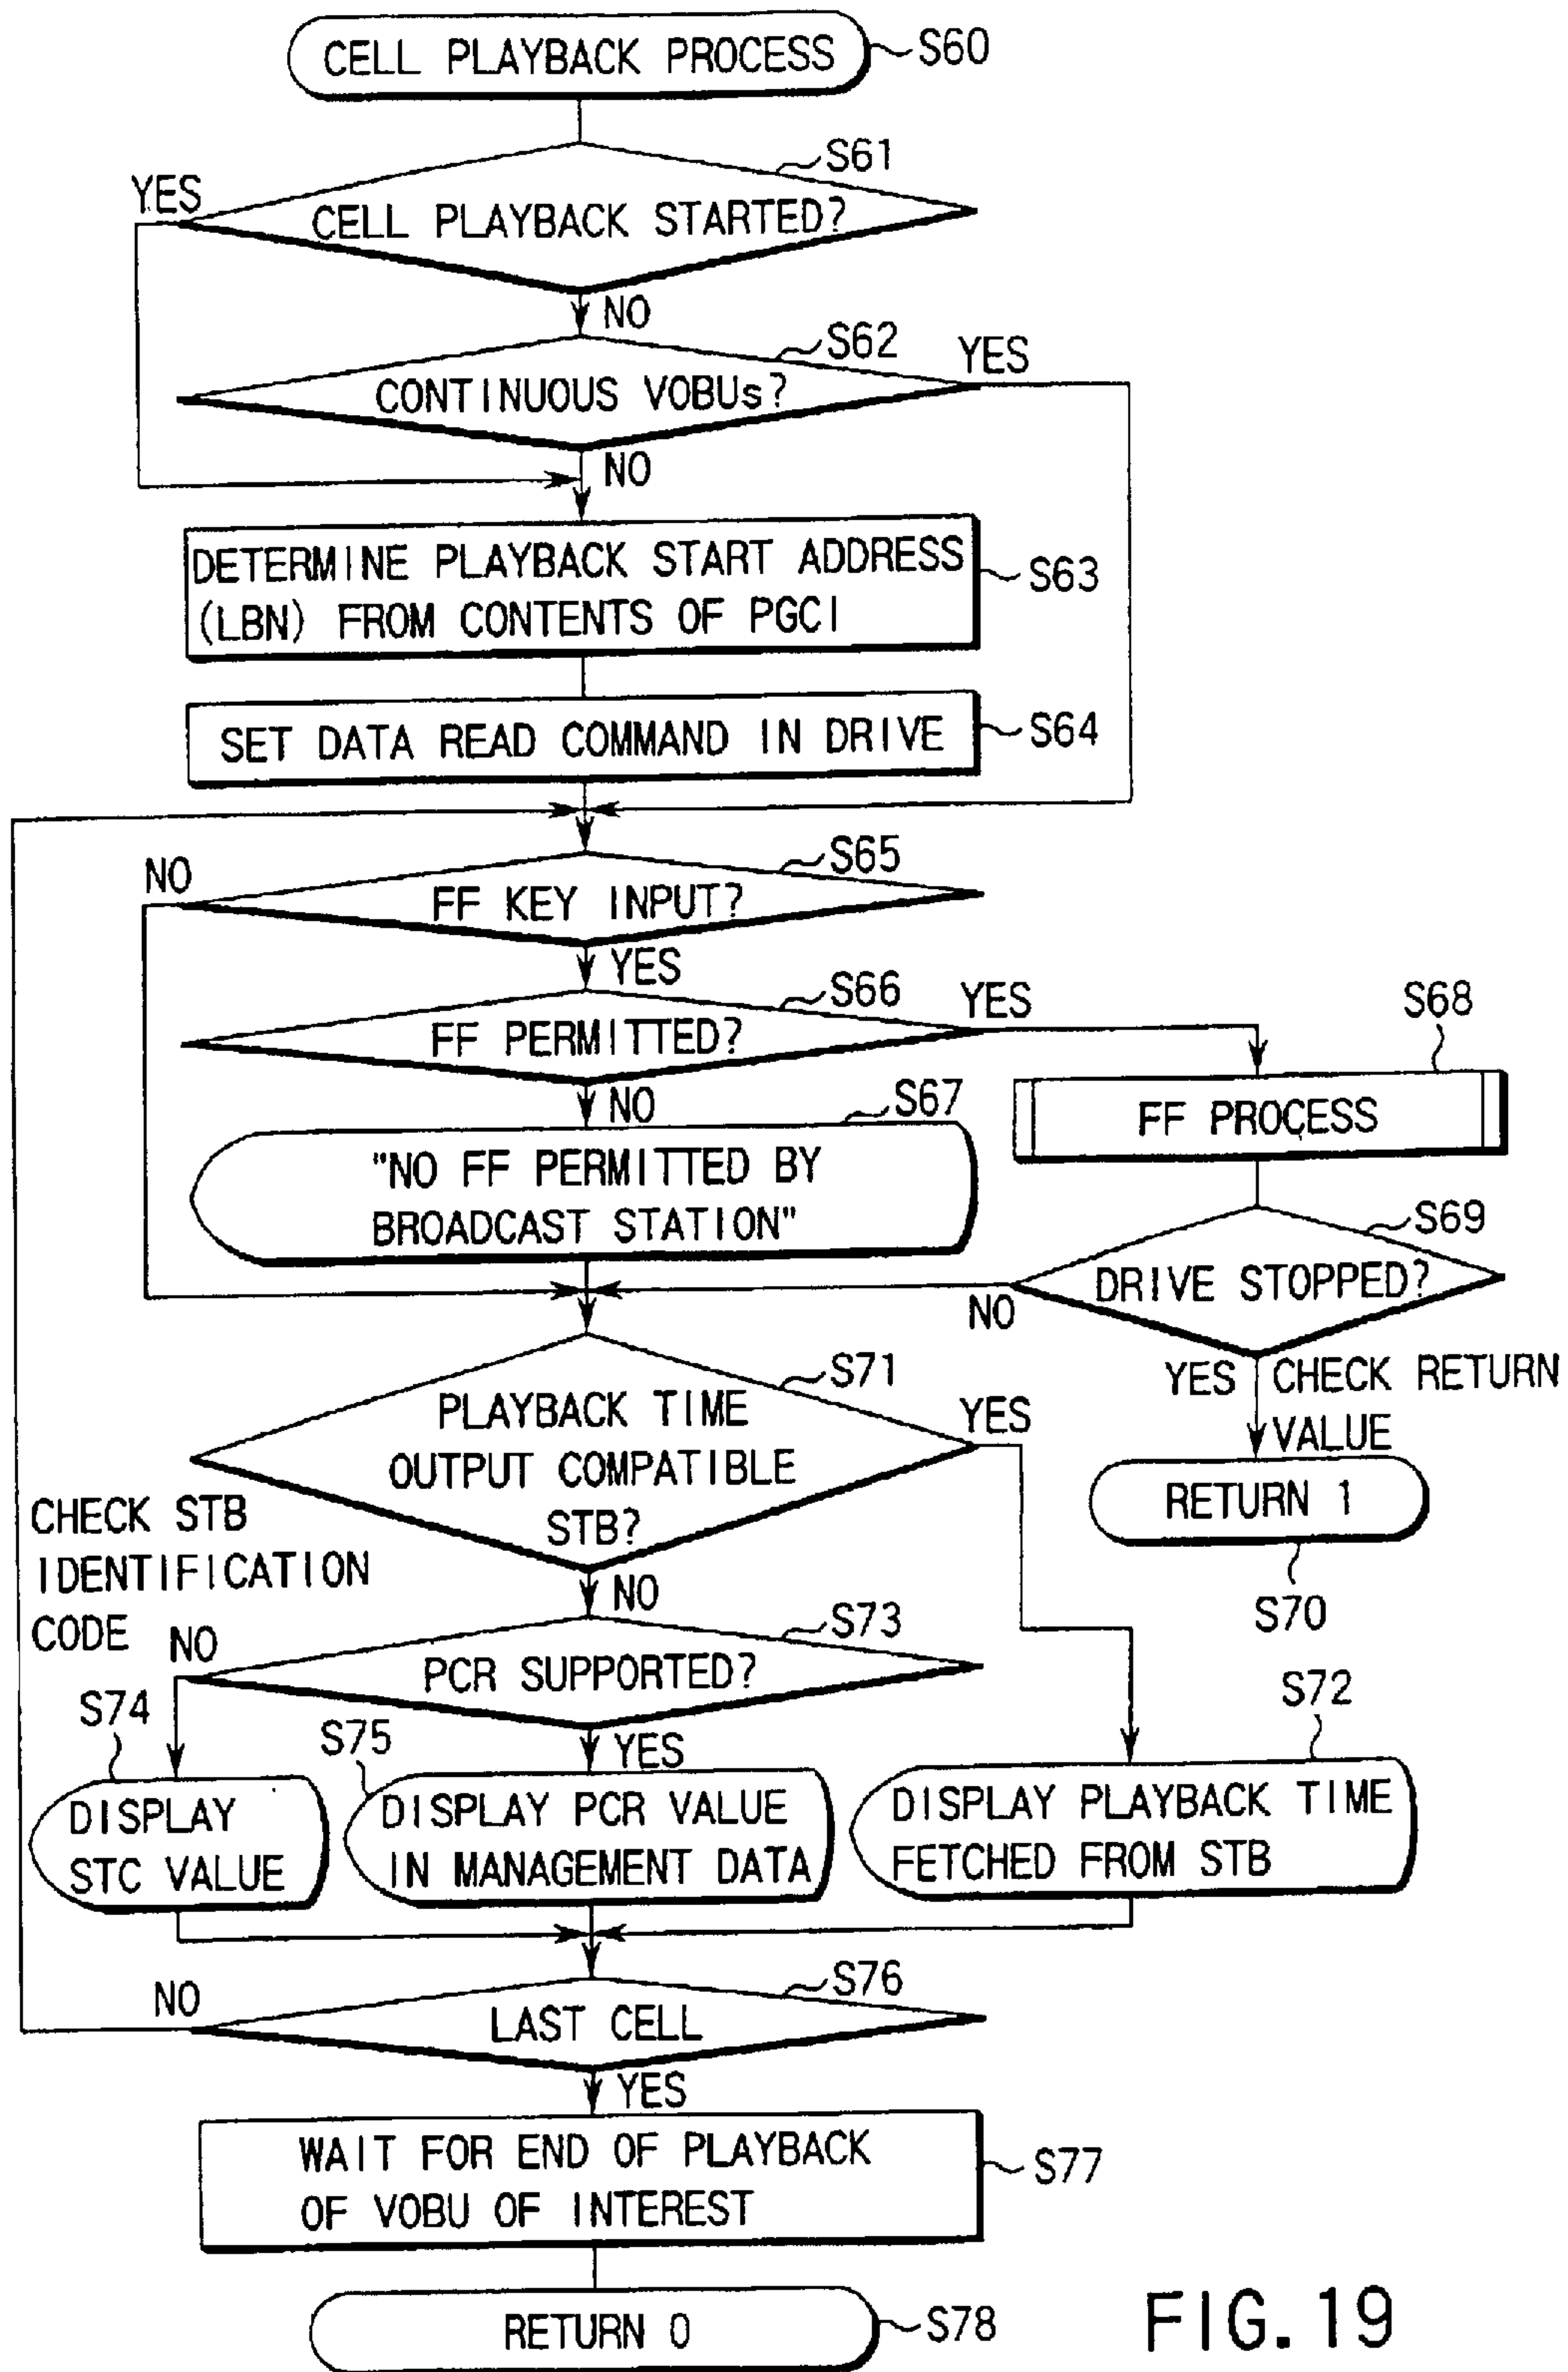 CELL PLAYBACK PROCESS
S60
S61
YES
CELL PLAYBACK STARTED?
NO
S62
YES
CONTINUOUS VOBUs?
NO
DETERMINE PLAYBACK START ADDRESS
(LBN) FROM CONTENTS OF PGCI
S63
SET DATA READ COMMAND IN DRIVE
S64
S65
NO
FF KEY INPUT?
YES
S66
YES
FF PERMITTED?
S68
NO
S67
FF PROCESS
"NO FF PERMITTED BY
BROADCAST STATION"
S69
DRIVE STOPPED?
NO
YES
CHECK RETURN
VALUE
RETURN 1
S70
S71
PLAYBACK TIME
OUTPUT COMPATIBLE
STB?
YES
CHECK STB
IDENTIFICATION
CODE
NO
S73
NO
PCR SUPPORTED?
S72
S74
S75
YES
DISPLAY
STC VALUE
DISPLAY PCR VALUE
IN MANAGEMENT DATA
DISPLAY PLAYBACK TIME
FETCHED FROM STB
S76
NO
LAST CELL
YES
WAIT FOR END OF PLAYBACK
OF VOBU OF INTEREST
S77
RETURN 0
S78
FIG. 19